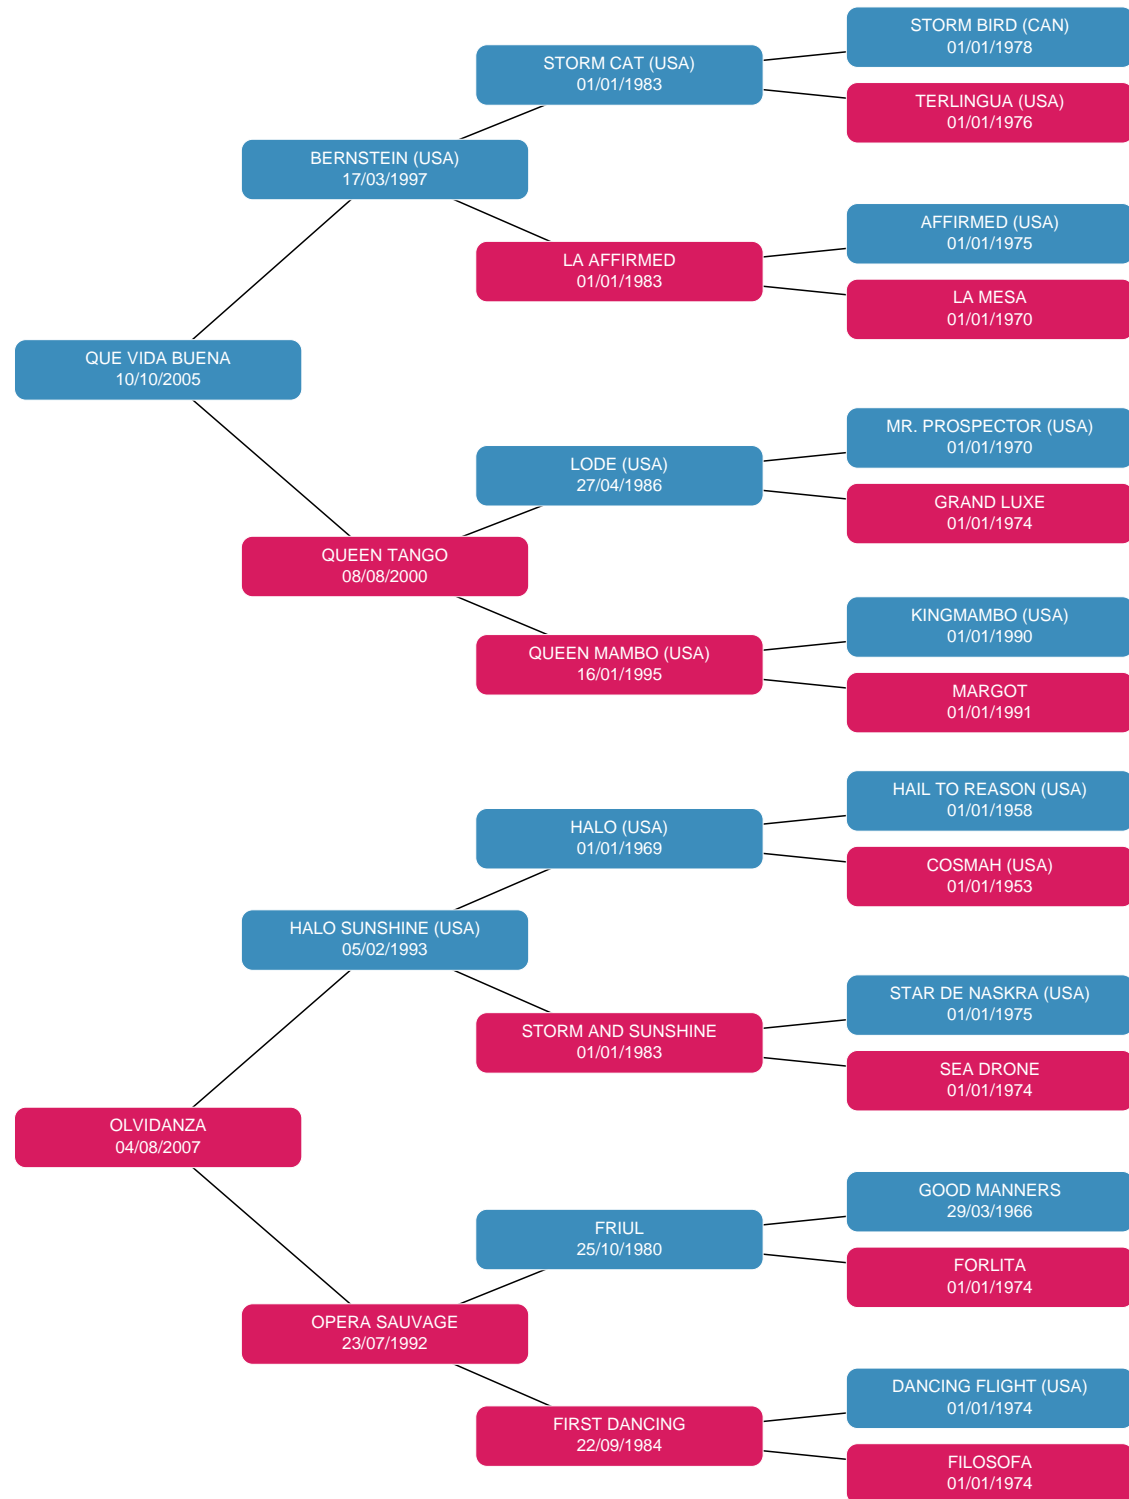 STORM BIRD (CAN)
01/01/1978
STORM CAT (USA)
01/01/1983
TERLINGUA (USA)
01/01/1976
BERNSTEIN (USA)
17/03/1997
AFFIRMED (USA)
01/01/1975
LA AFFIRMED
01/01/1983
LA MESA
01/01/1970
QUE VIDA BUENA
10/10/2005
MR. PROSPECTOR (USA)
01/01/1970
LODE (USA)
27/04/1986
GRAND LUXE
01/01/1974
QUEEN TANGO
08/08/2000
KINGMAMBO (USA)
01/01/1990
QUEEN MAMBO (USA)
16/01/1995
MARGOT
01/01/1991
HAIL TO REASON (USA)
01/01/1958
HALO (USA)
01/01/1969
COSMAH (USA)
01/01/1953
HALO SUNSHINE (USA)
05/02/1993
STAR DE NASKRA (USA)
01/01/1975
STORM AND SUNSHINE
01/01/1983
SEA DRONE
01/01/1974
OLVIDANZA
04/08/2007
GOOD MANNERS
29/03/1966
FRIUL
25/10/1980
FORLITA
01/01/1974
OPERA SAUVAGE
23/07/1992
DANCING FLIGHT (USA)
01/01/1974
FIRST DANCING
22/09/1984
FILOSOFA
01/01/1974